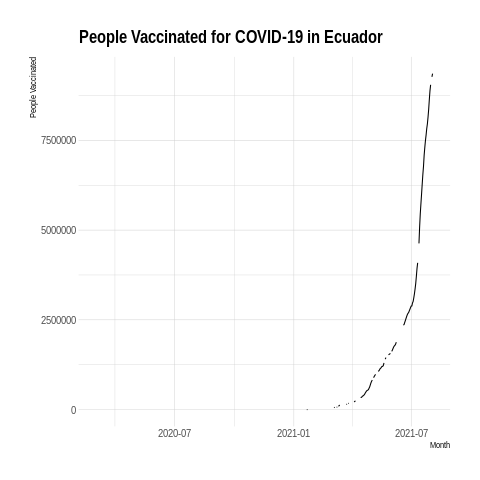 People Vaccinated for COVID-19 in Ecuador
People Vaccinated
7500000
5000000
2500000
0
2020-07 2021-01 2021-07
Month